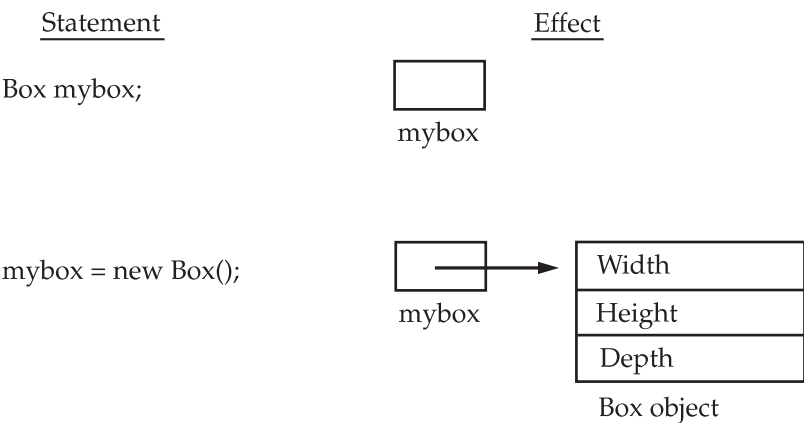 Statement
Effect
Box mybox;
mybox
mybox = new Box();
mybox
Width
Height
Depth
Box object